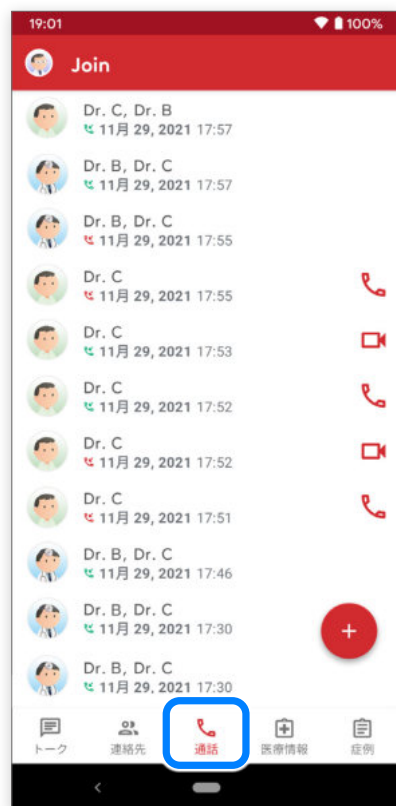 19:01 100%
Join
Dr. C, Dr. B
11月 29, 2021 17:57
Dr. B, Dr. C
11月 29, 2021 17:57
Dr. B, Dr. C
11月 29, 2021 17:55
Dr. C
11月 29, 2021 17:55
Dr. C
11月 29, 2021 17:53
Dr. C
11月 29, 2021 17:52
Dr. C
11月 29, 2021 17:52
Dr. C
11月 29, 2021 17:51
Dr. B, Dr. C
11月 29, 2021 17:46
Dr. B, Dr. C
11月 29, 2021 17:30
Dr. B, Dr. C
11月 29, 2021 17:30
トーク 連絡先 通話 医療情報 症例